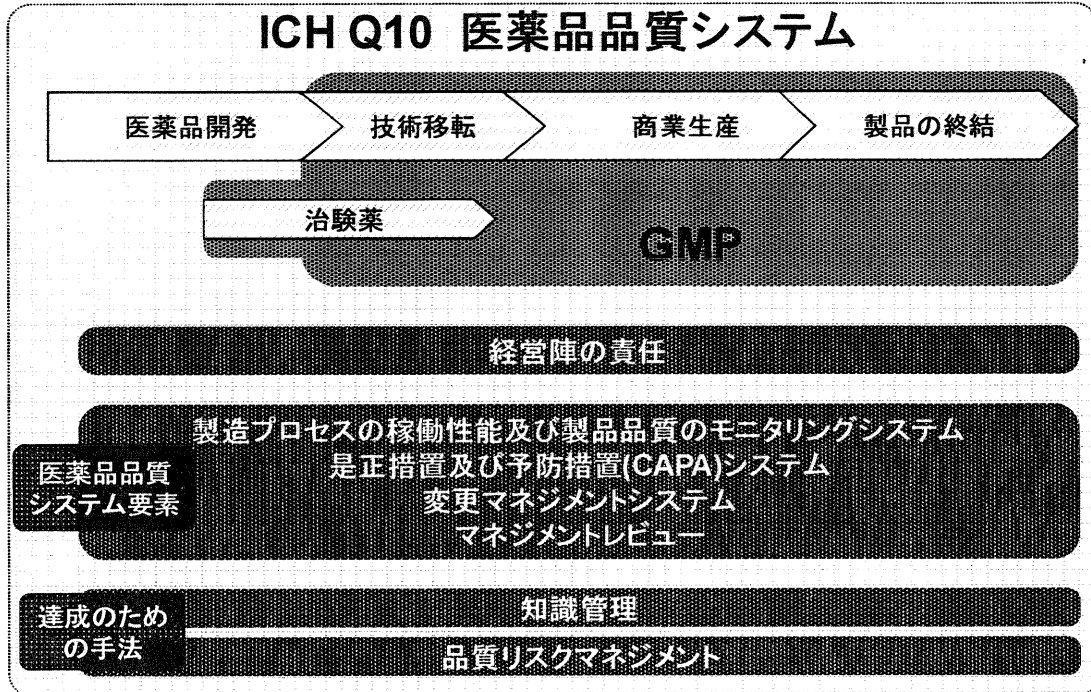 ICH Q10 医薬品品質システム
医薬品開発
技術移転
商業生産
製品の終結
治験薬
GMP
経営陣の責任
製造プロセスの稼働性能及び製品品質のモニタリングシステム
是正措置及び予防措置(CAPA)システム
変更マネジメントシステム
マネジメントレビュー
医薬品品質
システム要素
達成のため
の手法
知識管理
品質リスクマネジメント